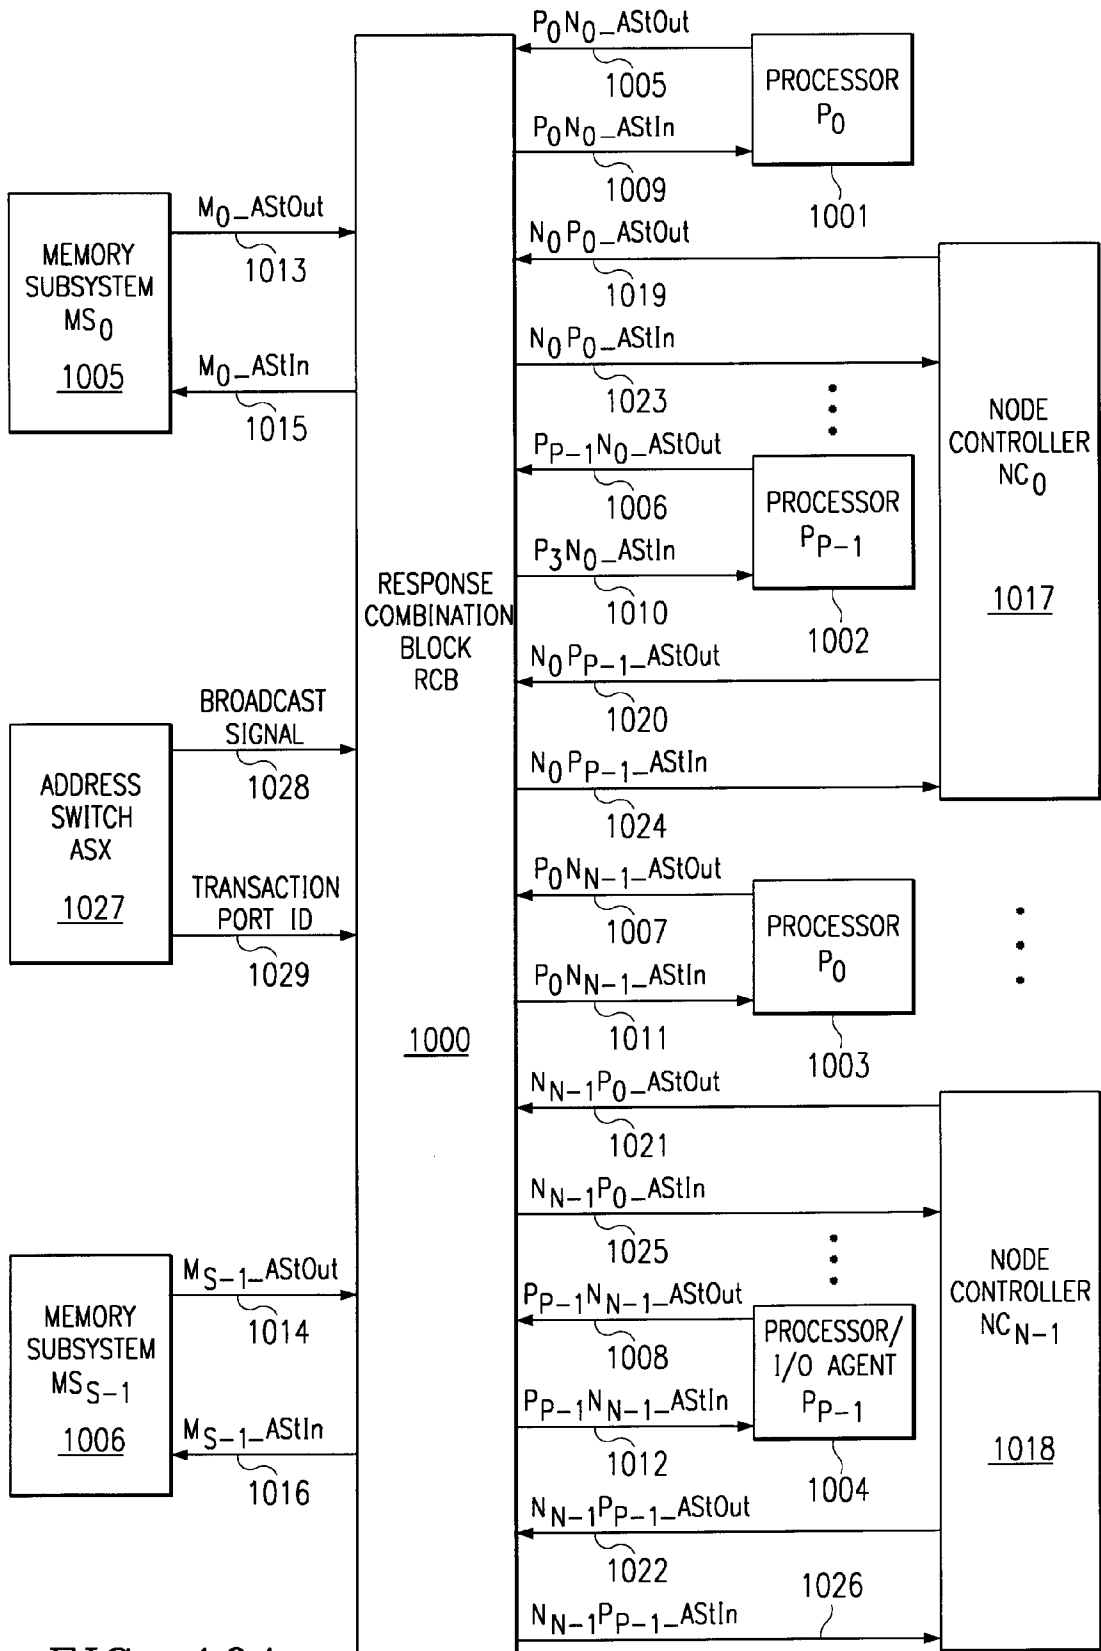 P0N0_AStOut
1005
PROCESSOR
P0
P0N0_AStIn
1009
1001
MEMORY
SUBSYSTEM
MS0
1005
M0_AStOut
1013
M0_AStIn
1015
N0P0_AStOut
1019
N0P0_AStIn
1023
NODE
CONTROLLER
NC0
1017
PP-1N0_AStOut
1006
PROCESSOR
PP-1
P3N0_AStIn
1010
1002
RESPONSE
COMBINATION
BLOCK
RCB
1000
N0PP-1_AStOut
1020
N0PP-1_AStIn
1024
ADDRESS
SWITCH
ASX
1027
BROADCAST
SIGNAL
1028
TRANSACTION
PORT ID
1029
P0NN-1_AStOut
1007
PROCESSOR
P0
P0NN-1_AStIn
1011
1003
NN-1P0_AStOut
1021
NN-1P0_AStIn
1025
NODE
CONTROLLER
NCN-1
1018
MEMORY
SUBSYSTEM
MSS-1
1006
MS-1_AStOut
1014
MS-1_AStIn
1016
PP-1NN-1_AStOut
1008
PROCESSOR/
I/O AGENT
PP-1
PP-1NN-1_AStIn
1012
1004
NN-1PP-1_AStOut
1022
NN-1PP-1_AStIn
1026